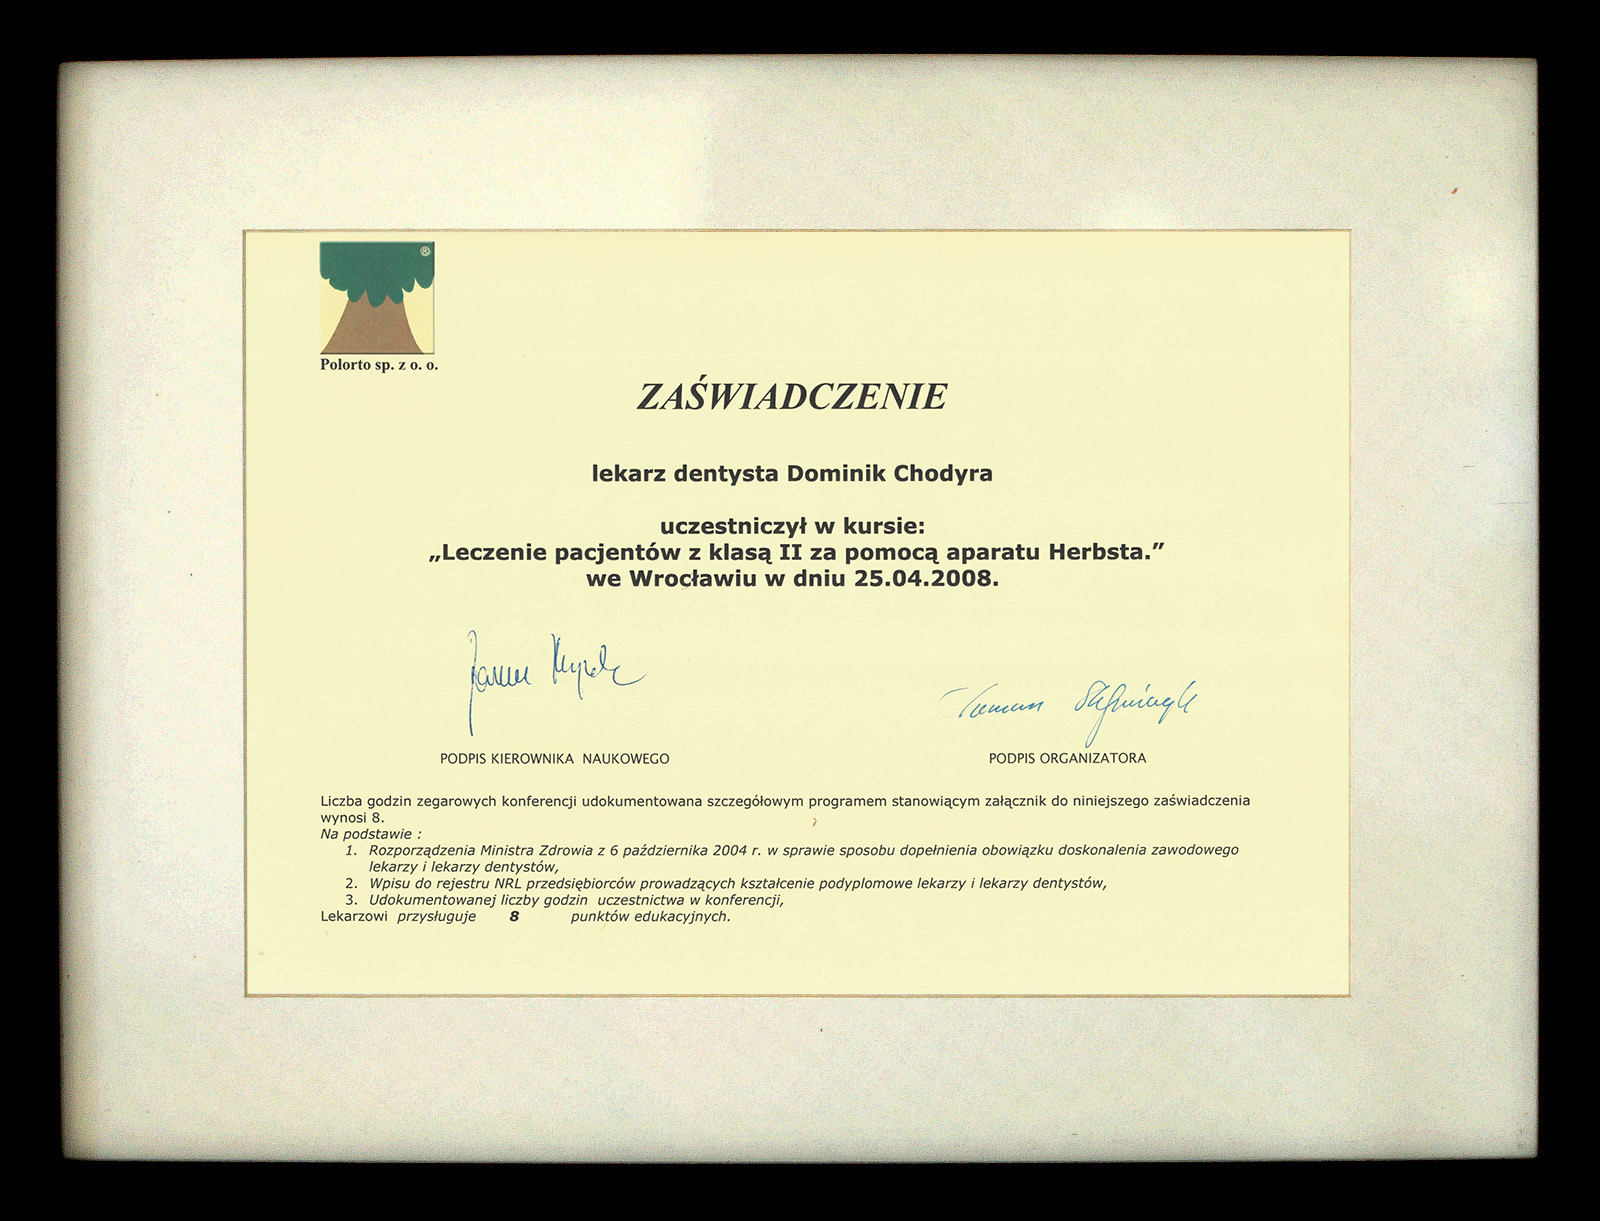 ®
Polorto sp. z o. o.
ZAŚWIADCZENIE
lekarz dentysta Dominik Chodyra
uczestniczył w kursie:
„Leczenie pacjentów z klasą II za pomocą aparatu Herbsta.”
we Wrocławiu w dniu 25.04.2008.
PODPIS KIEROWNIKA NAUKOWEGO
PODPIS ORGANIZATORA
Liczba godzin zegarowych konferencji udokumentowana szczegółowym programem stanowiącym załącznik do niniejszego zaświadczenia
wynosi 8.
Na podstawie :
1. Rozporządzenia Ministra Zdrowia z 6 października 2004 r. w sprawie sposobu dopełnienia obowiązku doskonalenia zawodowego
lekarzy i lekarzy dentystów,
2. Wpisu do rejestru NRL przedsiębiorców prowadzących kształcenie podyplomowe lekarzy i lekarzy dentystów,
3. Udokumentowanej liczby godzin uczestnictwa w konferencji,
Lekarzowi przysługuje 8 punktów edukacyjnych.